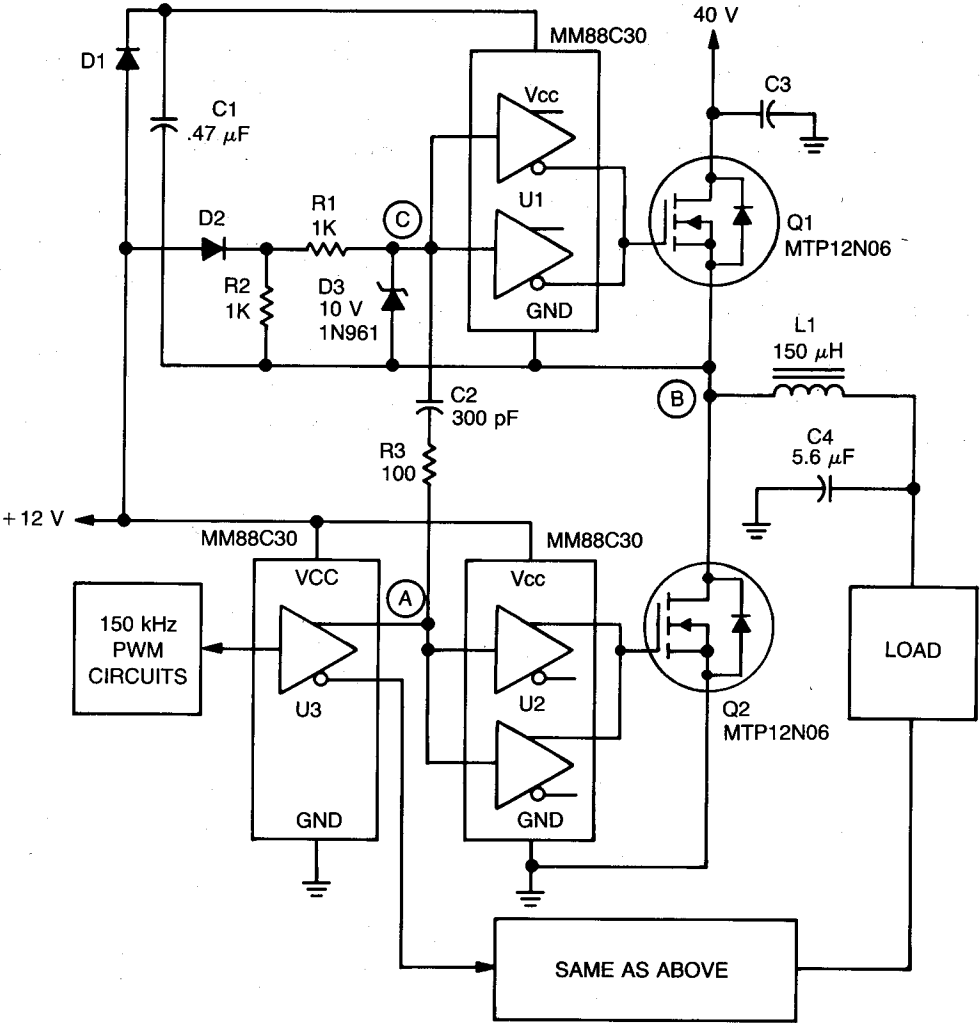 40 V
MM88C30
D1
C3
C1
.47 μF
Vcc
U1
Q1
MTP12N06
D2
R1
1K
C
R2
1K
D3
10 V
1N961
GND
L1
150 μH
B
C2
300 pF
R3
100
C4
5.6 μF
+12 V
MM88C30
MM88C30
VCC
A
Vcc
150 kHz
PWM
CIRCUITS
U3
U2
LOAD
Q2
MTP12N06
GND
GND
SAME AS ABOVE